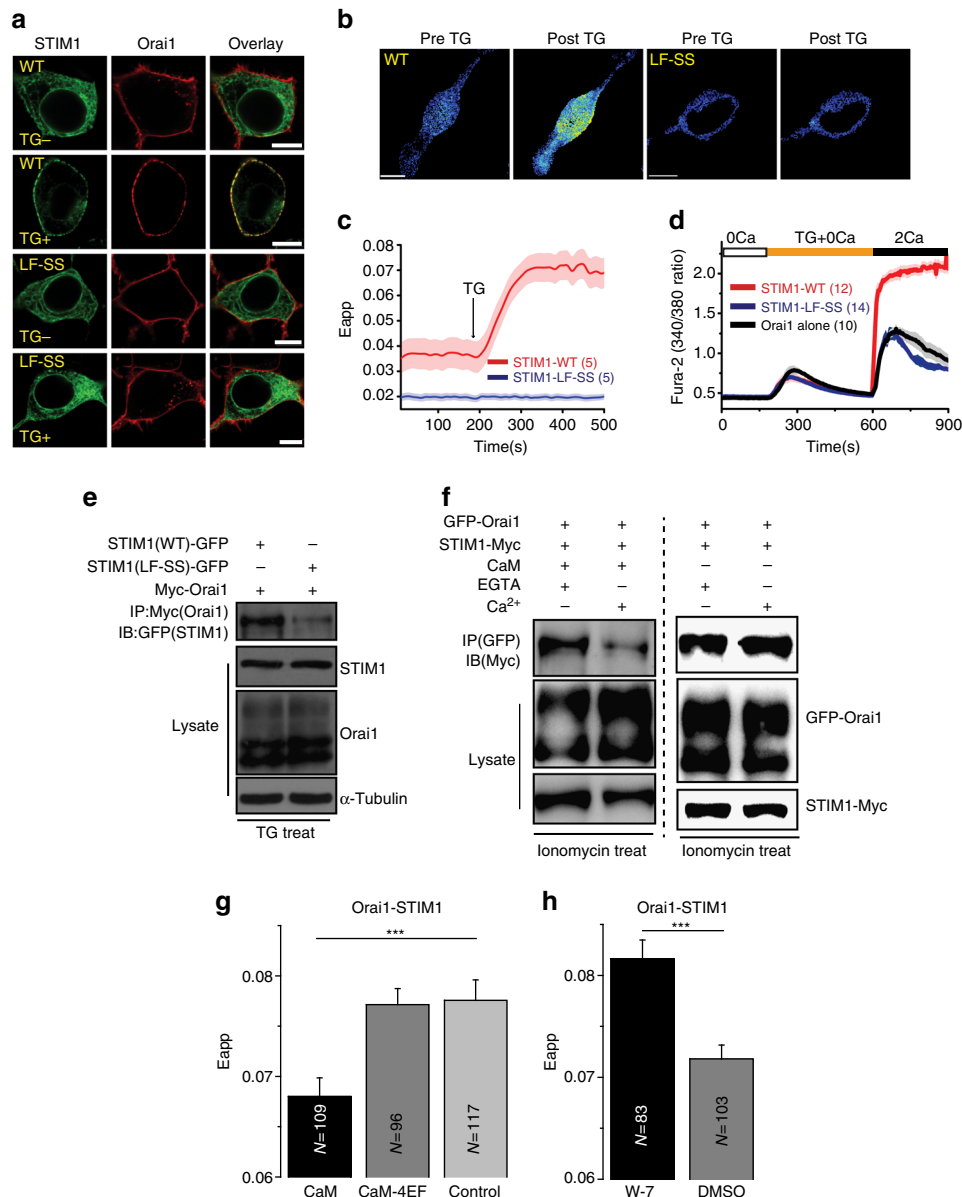 a
STIM1 Orai1 Overlay
WT
TG−
WT
TG+
LF-SS
TG−
LF-SS
TG+
b
Pre TG Post TG Pre TG Post TG
WT LF-SS
c
0.08
0.07
0.06
0.05
0.04
0.03
0.02
Eapp
TG
STIM1-WT (5)
STIM1-LF-SS (5)
100 200 300 400 500
Time(s)
d
0Ca TG+0Ca 2Ca
2.0
1.5
1.0
0.5
Fura-2 (340/380 ratio)
STIM1-WT (12)
STIM1-LF-SS (14)
Orai1 alone (10)
0 300 600 900
Time(s)
e
STIM1(WT)-GFP + −
STIM1(LF-SS)-GFP − +
Myc-Orai1 + +
IP:Myc(Orai1)
IB:GFP(STIM1)
STIM1
Lysate
Orai1
α-Tubulin
TG treat
f
GFP-Orai1 + + + +
STIM1-Myc + + + +
CaM + + − −
EGTA + − + −
Ca2+ − + − +
IP(GFP)
IB(Myc)
GFP-Orai1
Lysate
STIM1-Myc
Ionomycin treat Ionomycin treat
g
Orai1-STIM1
***
0.08
0.07
0.06
Eapp
N=109 N=96 N=117
CaM CaM-4EF Control
h
Orai1-STIM1
***
0.08
0.07
0.06
Eapp
N=83 N=103
W-7 DMSO